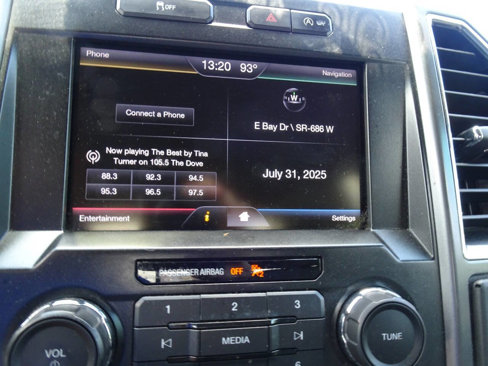 OFF
Phone
13:20 93°
Navigation
Connect a Phone
W
E Bay Dr \ SR-686 W
Now playing The Best by Tina
Turner on 105.5 The Dove
88.3 92.3 94.5
95.3 96.5 97.5
July 31, 2025
Entertainment
i
Settings
PASSENGER AIRBAG OFF
1 2 3
VOL
MEDIA
TUNE
6